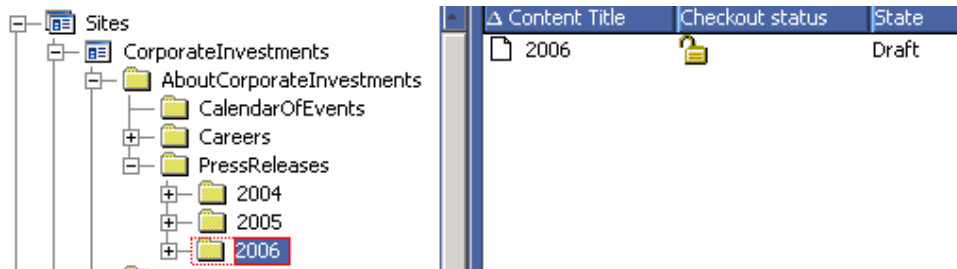 Sites
CorporateInvestments
AboutCorporateInvestments
CalendarOfEvents
Careers
PressReleases
2004
2005
2006
Δ Content Title Checkout status State
2006 Draft